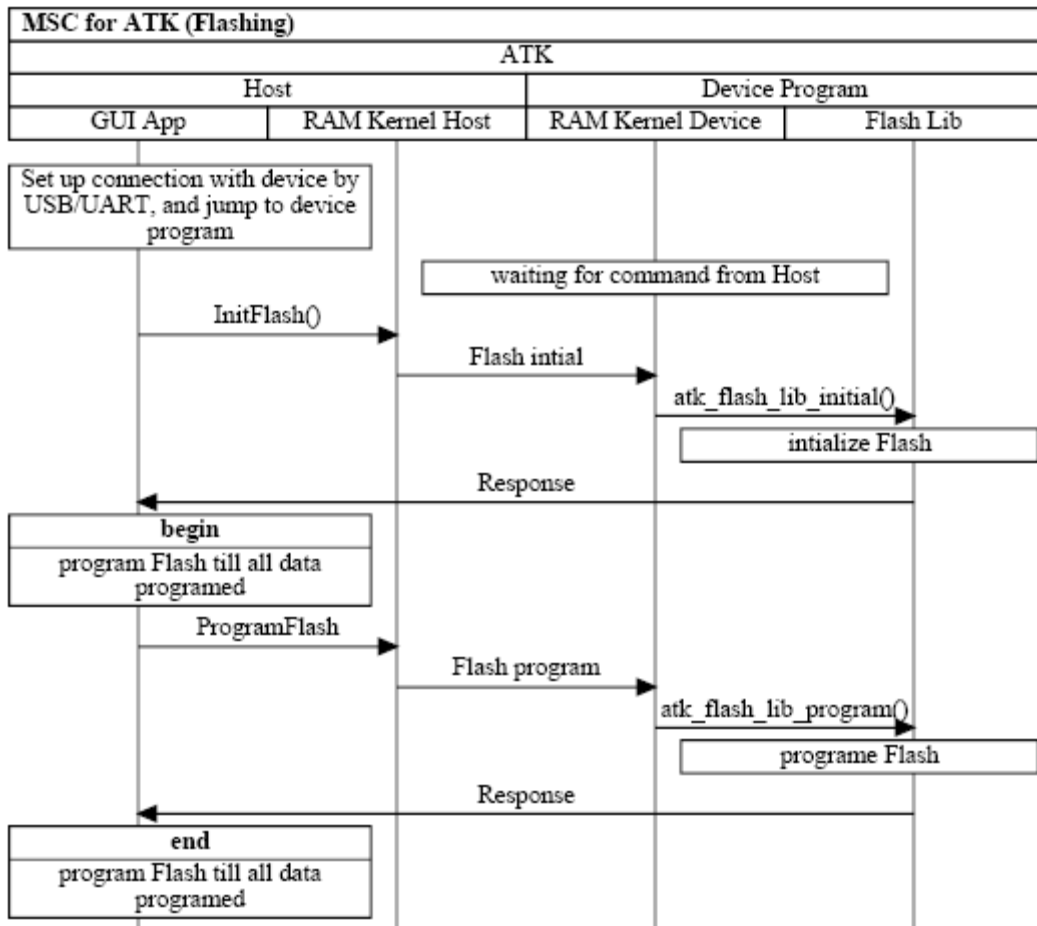 MSC for ATK (Flashing)
ATK
Host
Device Program
GUI App
RAM Kernel Host
RAM Kernel Device
Flash Lib
Set up connection with device by
USB/UART, and jump to device
program
waiting for command from Host
InitFlash()
Flash intial
atk_flash_lib_initial()
intialize Flash
Response
begin
program Flash till all data
programed
ProgramFlash
Flash program
atk_flash_lib_program()
programe Flash
Response
end
program Flash till all data
programed